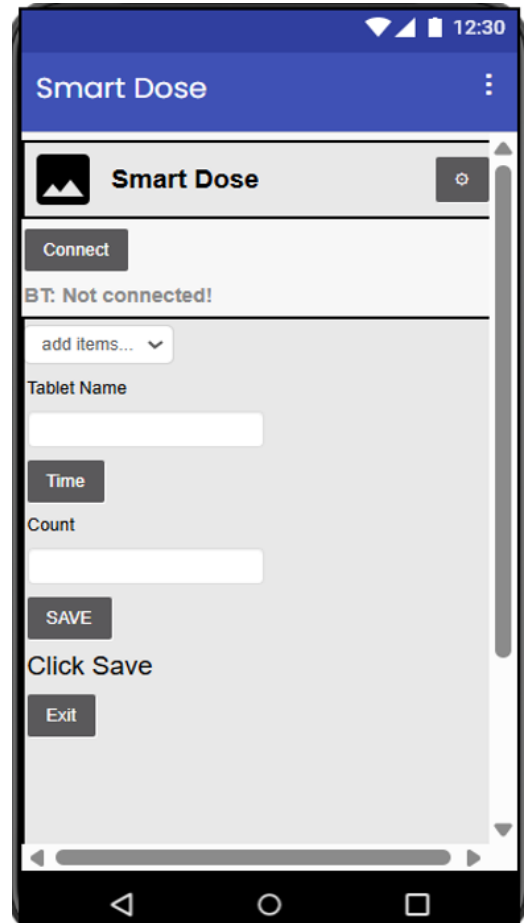 12:30
Smart Dose
Smart Dose
Connect
BT: Not connected!
add items...
Tablet Name
Time
Count
SAVE
Click Save
Exit